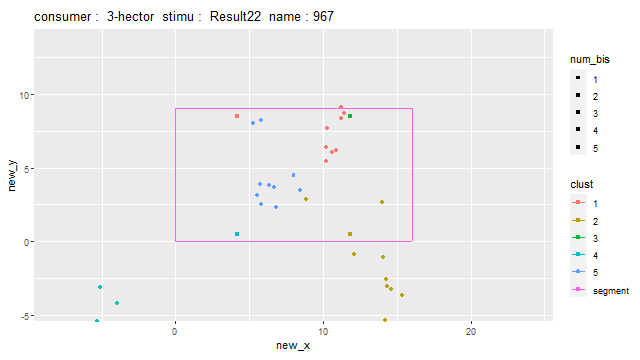 consumer :  3-hector  stimu :  Result22  name : 967
num_bis
1
2
3
4
5
clust
1
2
3
4
5
segment
new_y
10
5
0
-5
0
10
20
new_x